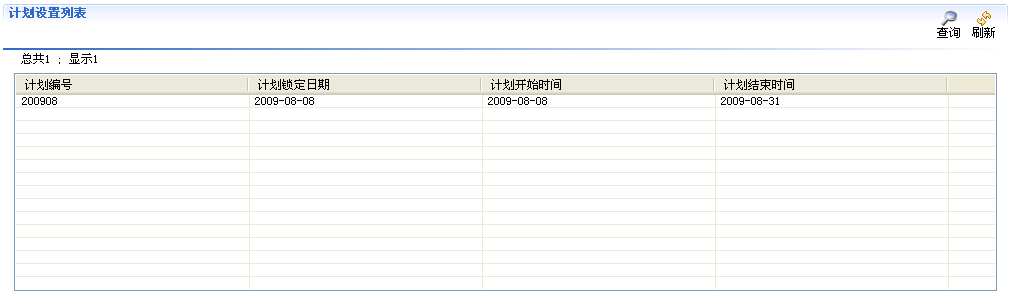 计划设置列表
查询 刷新
总共1 ; 显示1
计划编号 计划锁定日期 计划开始时间 计划结束时间
200908 2009-08-08 2009-08-08 2009-08-31